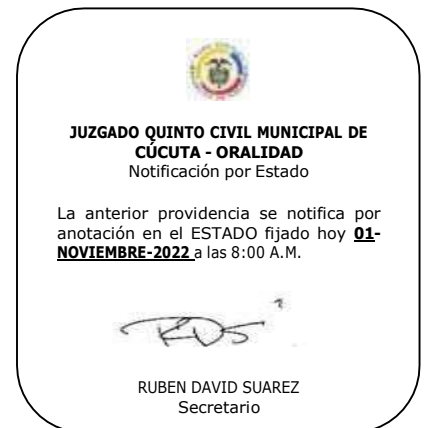 JUZGADO QUINTO CIVIL MUNICIPAL DE
CÚCUTA - ORALIDAD
Notificación por Estado
La anterior providencia se notifica por
anotación en el ESTADO fijado hoy 01-
NOVIEMBRE-2022 a las 8:00 A.M.
RDS
RUBEN DAVID SUAREZ
Secretario